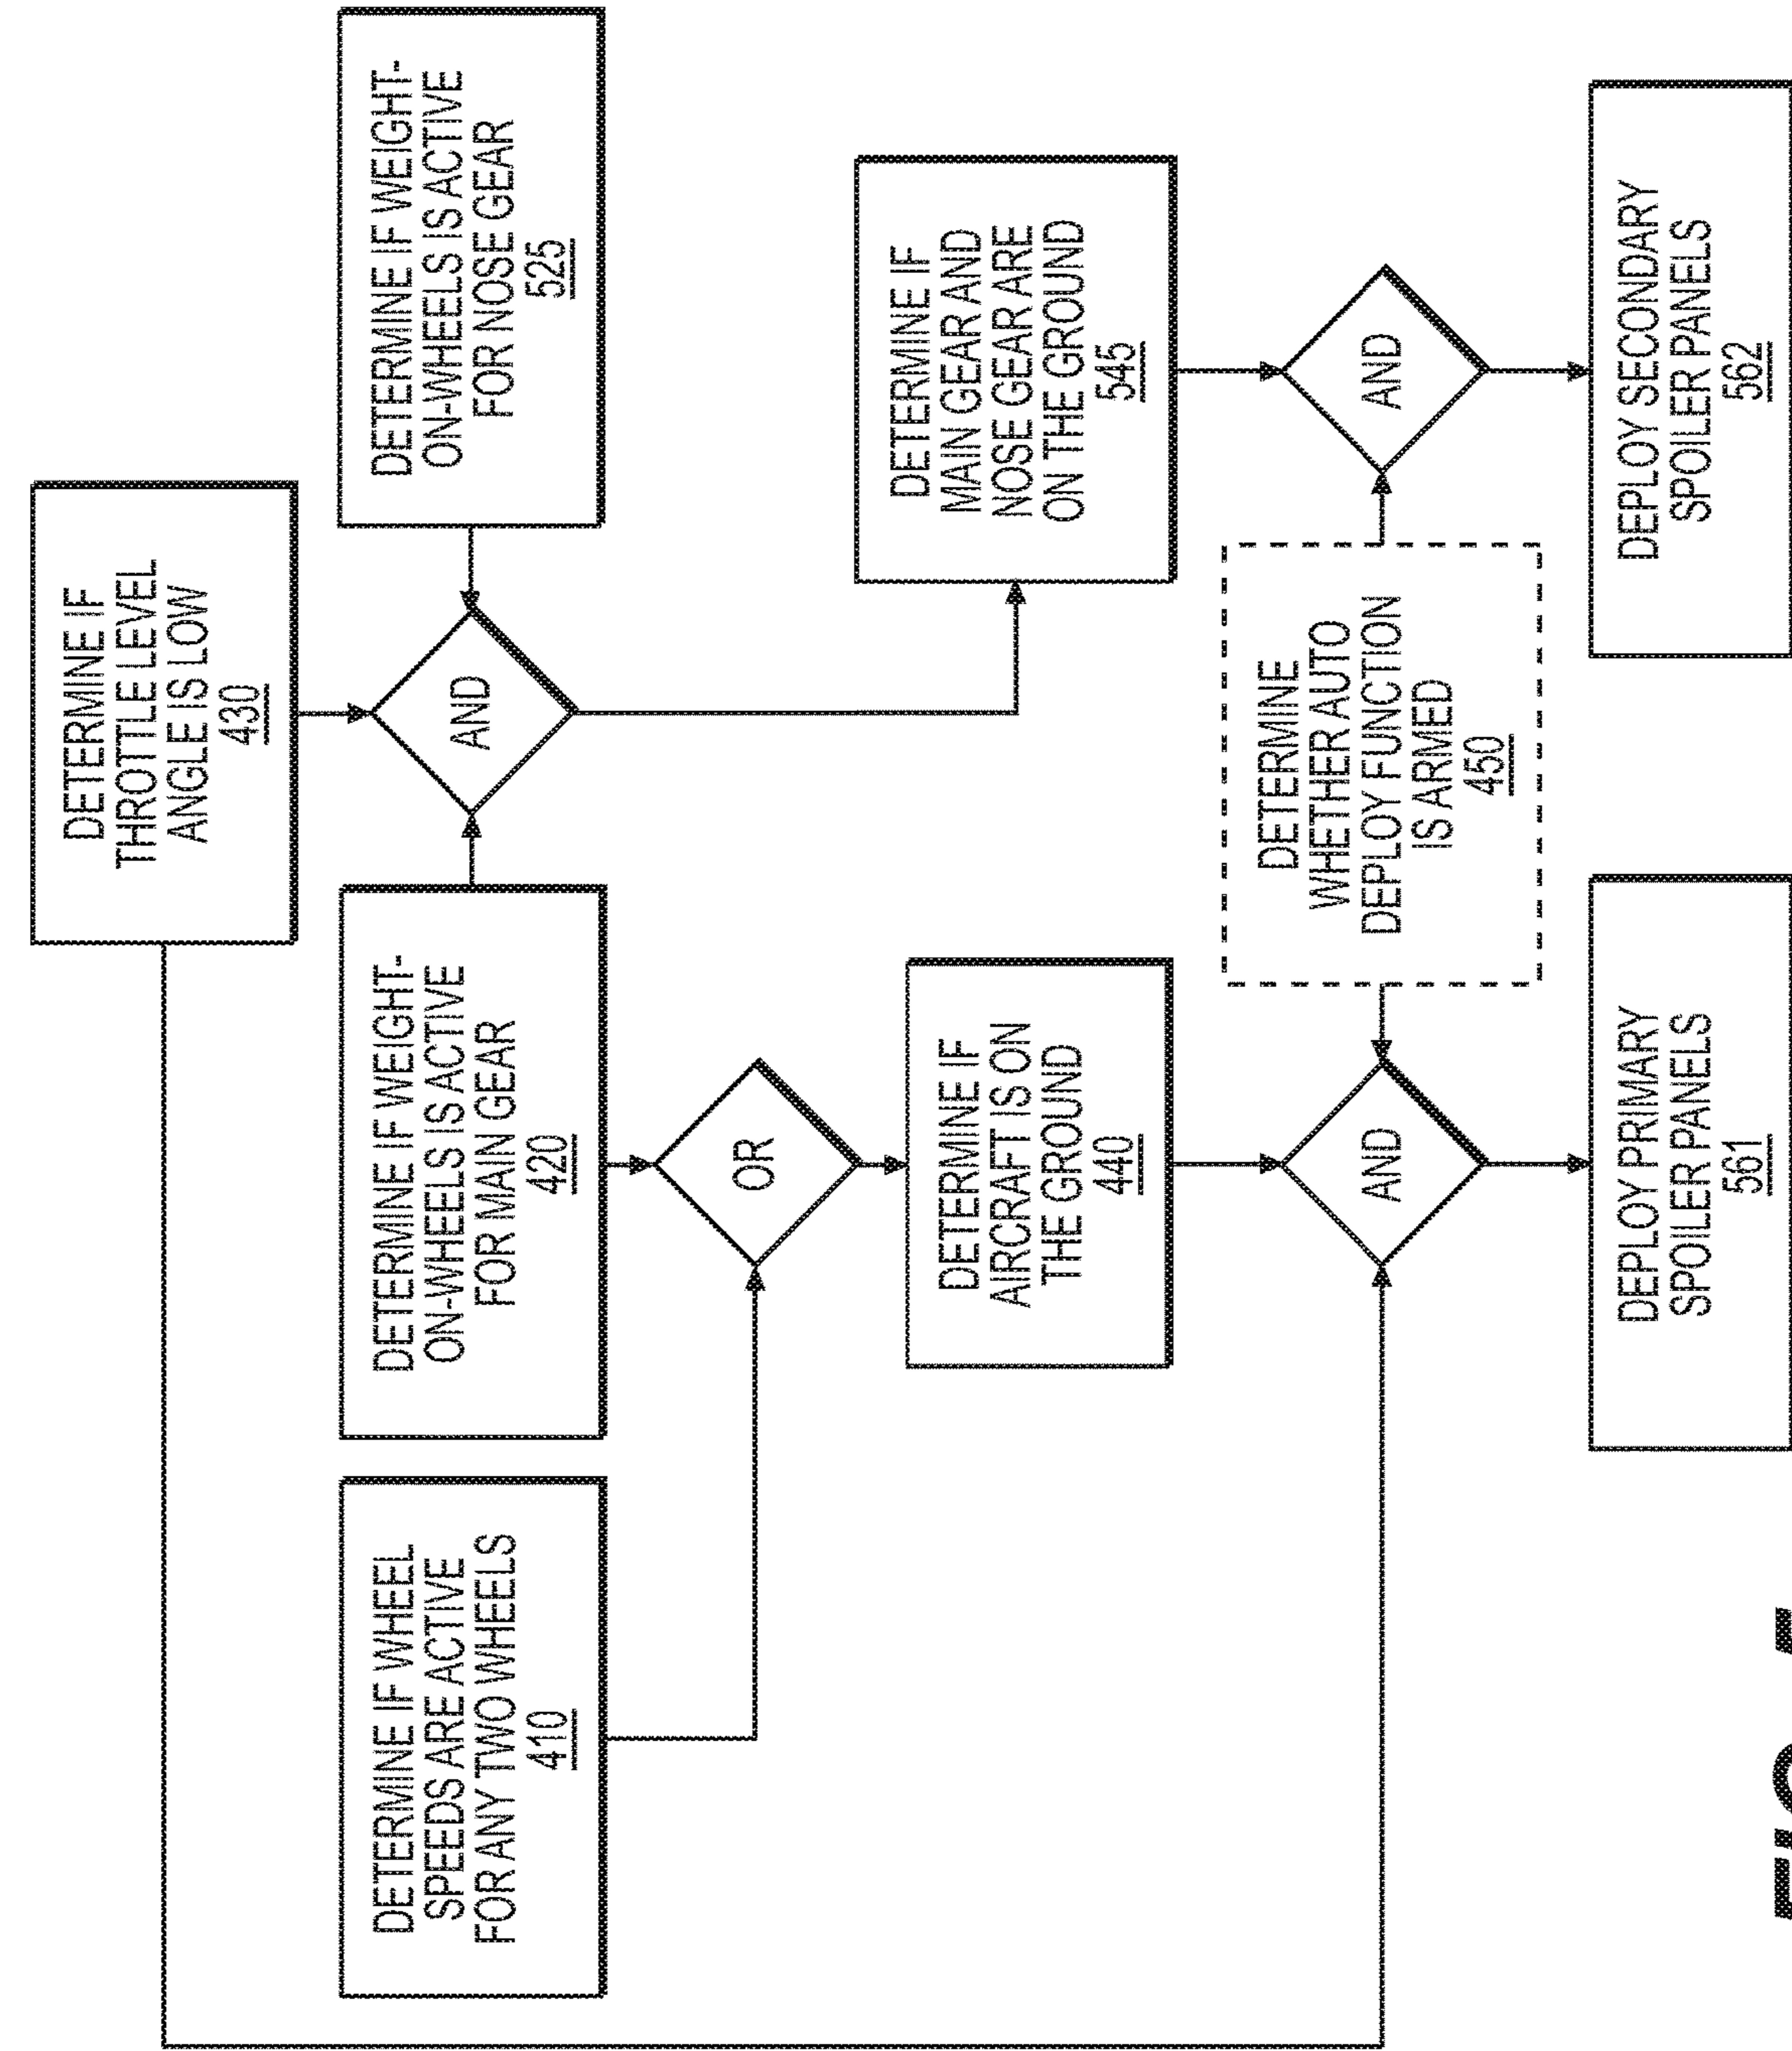 DETERMINE IF
THROTTLE LEVEL
ANGLE IS LOW
430
DETERMINE IF WHEEL
SPEEDS ARE ACTIVE
FOR ANY TWO WHEELS
410
DETERMINE IF WEIGHT-
ON-WHEELS IS ACTIVE
FOR MAIN GEAR
420
AND
DETERMINE IF WEIGHT-
ON-WHEELS IS ACTIVE
FOR NOSE GEAR
525
OR
DETERMINE IF
AIRCRAFT IS ON
THE GROUND
440
DETERMINE IF
MAIN GEAR AND
NOSE GEAR ARE
ON THE GROUND
545
AND
DETERMINE
WHETHER AUTO
DEPLOY FUNCTION
IS ARMED
450
AND
DEPLOY PRIMARY
SPOILER PANELS
561
DEPLOY SECONDARY
SPOILER PANELS
562